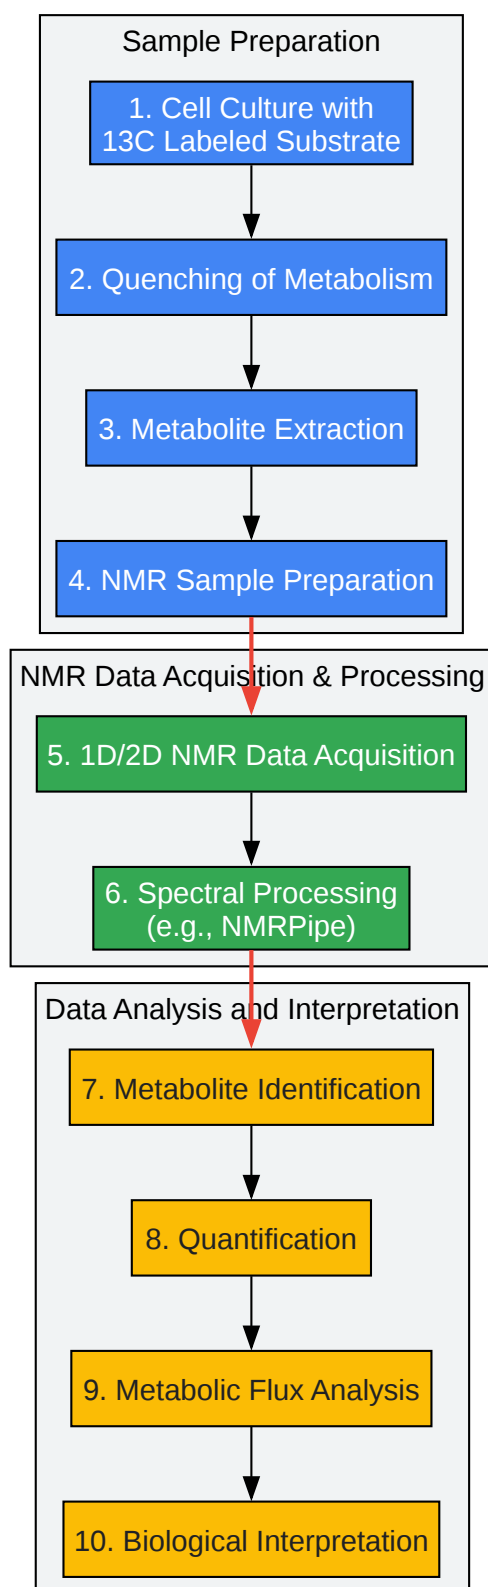 Sample Preparation
1. Cell Culture with
13C Labeled Substrate
2. Quenching of Metabolism
3. Metabolite Extraction
4. NMR Sample Preparation
NMR Data Acquisition & Processing
5. 1D/2D NMR Data Acquisition
6. Spectral Processing
(e.g., NMRPipe)
Data Analysis and Interpretation
7. Metabolite Identification
8. Quantification
9. Metabolic Flux Analysis
10. Biological Interpretation